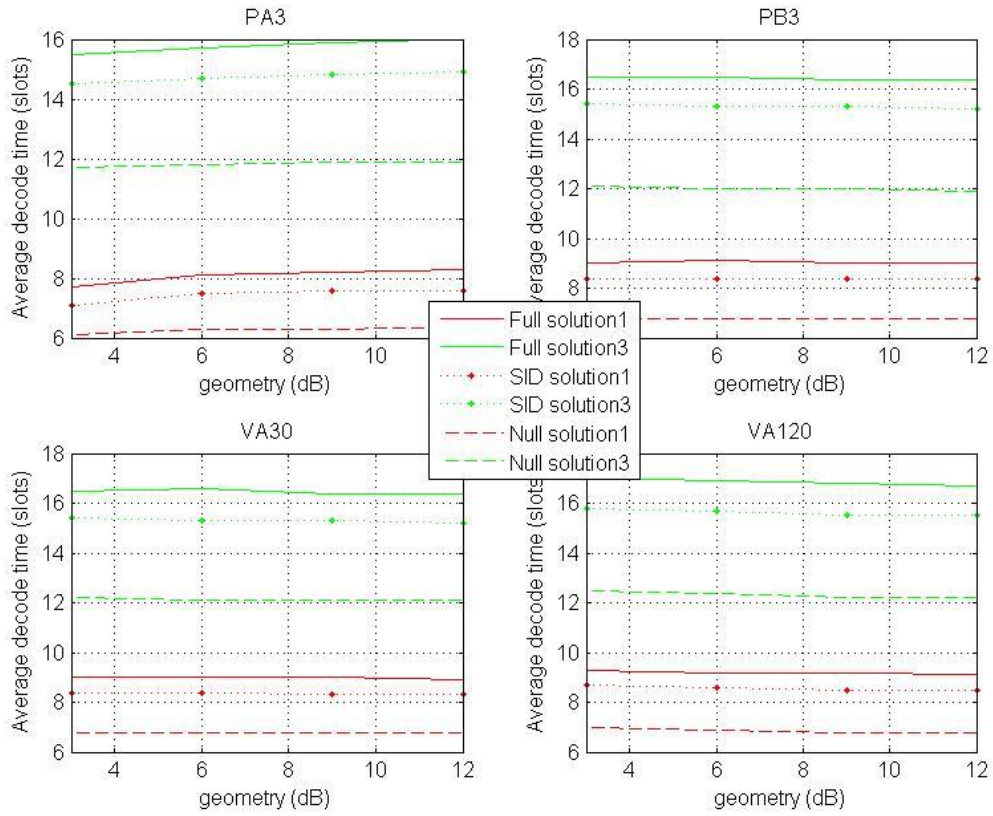 PA3
Average decode time (slots)
16
14
12
10
8
6
4
6
8
10
geometry (dB)
PB3
Average decode time (slots)
18
16
14
12
10
8
4
6
8
10
12
geometry (dB)
Full solution1
Full solution3
SID solution1
SID solution3
Null solution1
Null solution3
VA30
Average decode time (slots)
18
16
14
12
10
8
6
4
6
8
10
12
geometry (dB)
VA120
Average decode time (slots)
16
14
12
10
8
6
4
6
8
10
12
geometry (dB)